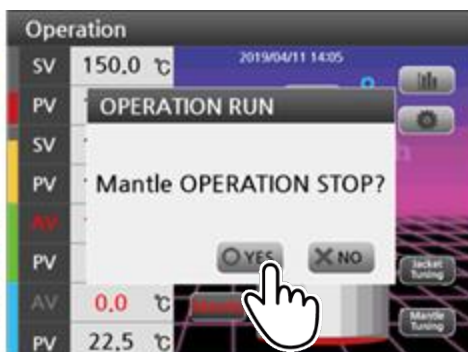 Operation
SV 150.0 ℃
2019/04/11 14:05
PV
OPERATION RUN
SV
PV
Mantle OPERATION STOP?
AV
PV
YES
NO
Jacket
Tuning
AV 0.0 ℃
Mantle
Tuning
PV 22.5 ℃